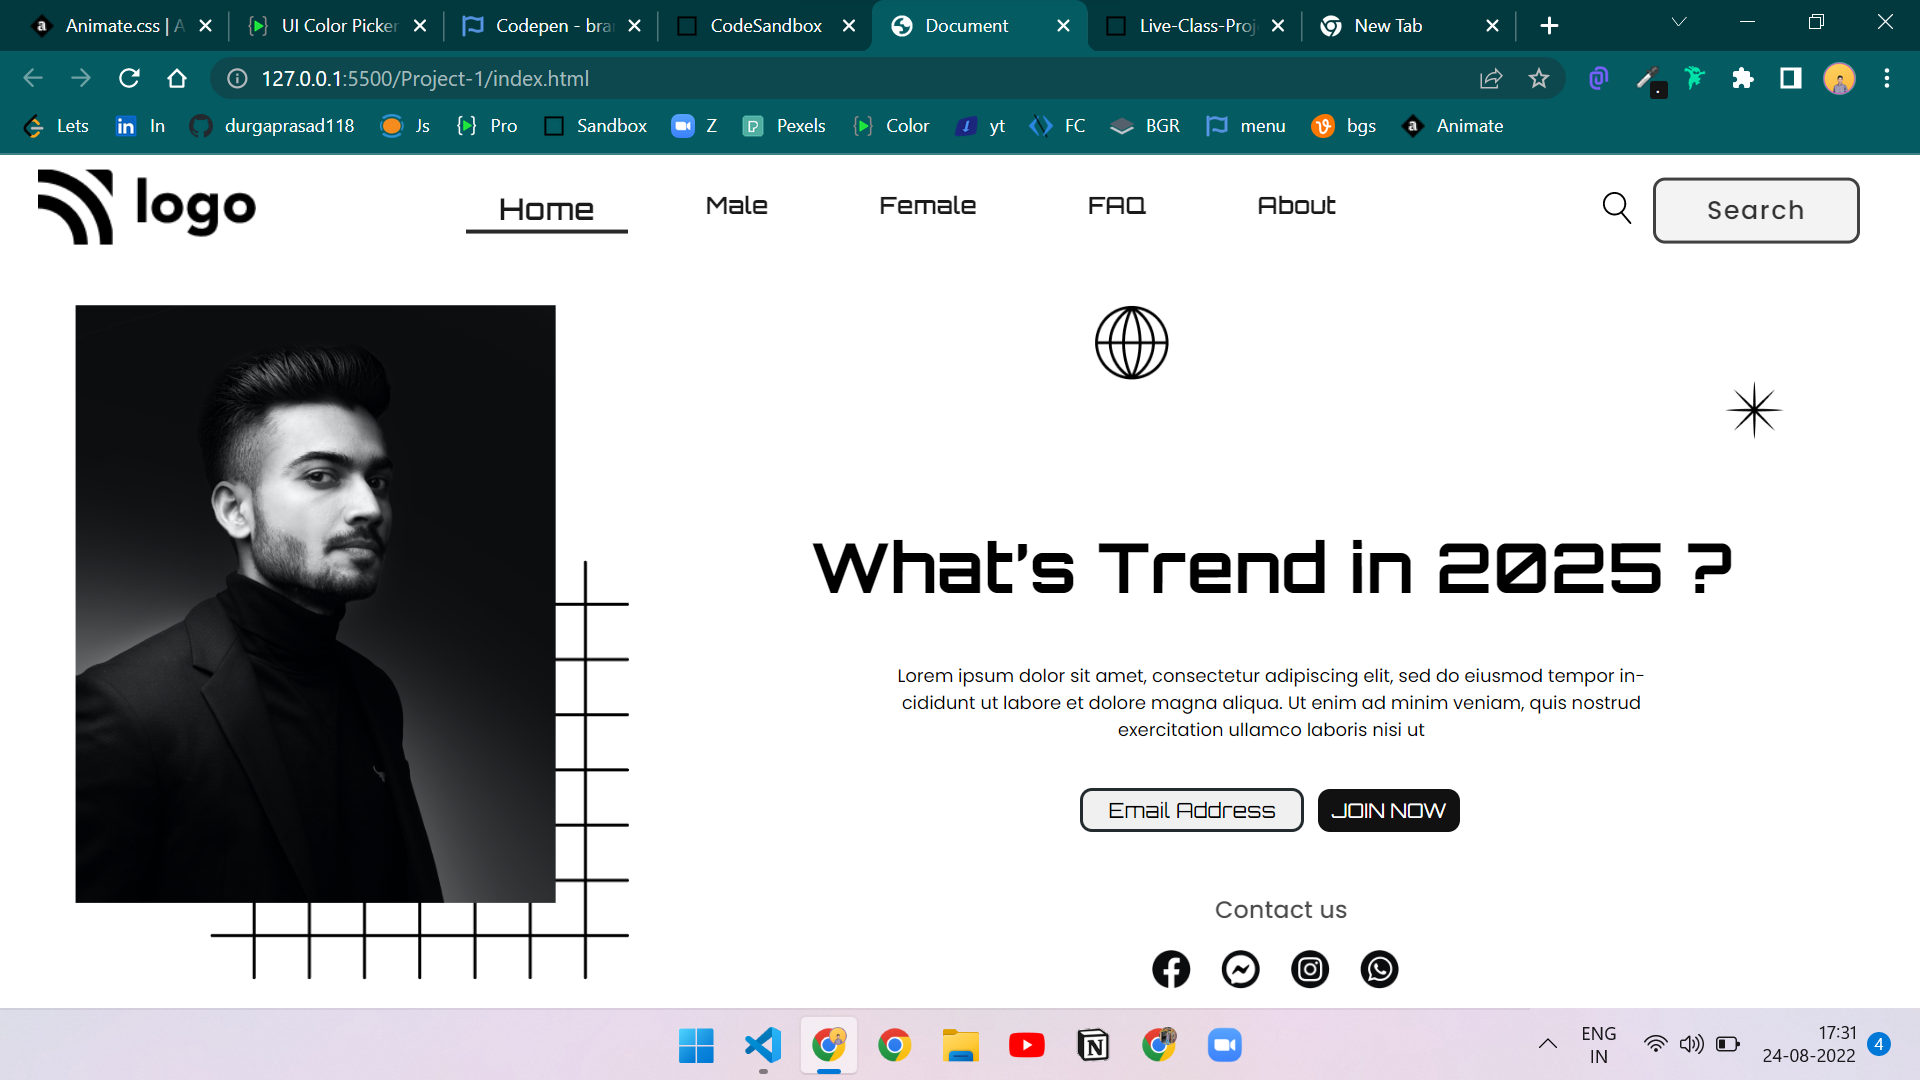 Animate.css | A
UI Color Picker
Codepen - brai
CodeSandbox
Document
Live-Class-Proj
New Tab
127.0.0.1:5500/Project-1/index.html
Lets
In
durgaprasad118
Js
Pro
Sandbox
Z
Pexels
Color
yt
FC
BGR
menu
bgs
Animate
logo
Home
Male
Female
FAQ
About
Search
What's Trend in 2025 ?
Lorem ipsum dolor sit amet, consectetur adipiscing elit, sed do eiusmod tempor in-
cididunt ut labore et dolore magna aliqua. Ut enim ad minim veniam, quis nostrud
exercitation ullamco laboris nisi ut
Email Address
JOIN NOW
Contact us
ENG
IN
17:31
24-08-2022
4